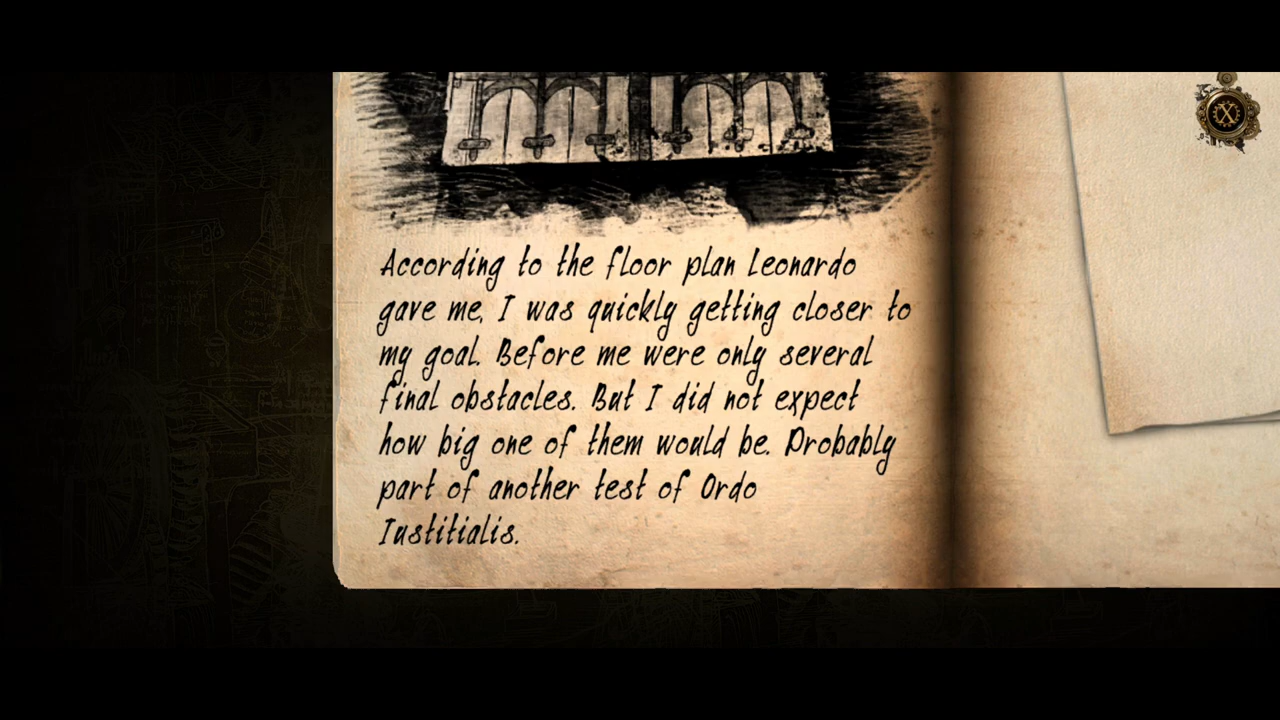 According to the floor plan Leonardo
gave me, I was quickly getting closer to
my goal. Before me were only several
final obstacles. But I did not expect
how big one of them would be. Probably
part of another test of Ordo
Iustitialis.
X